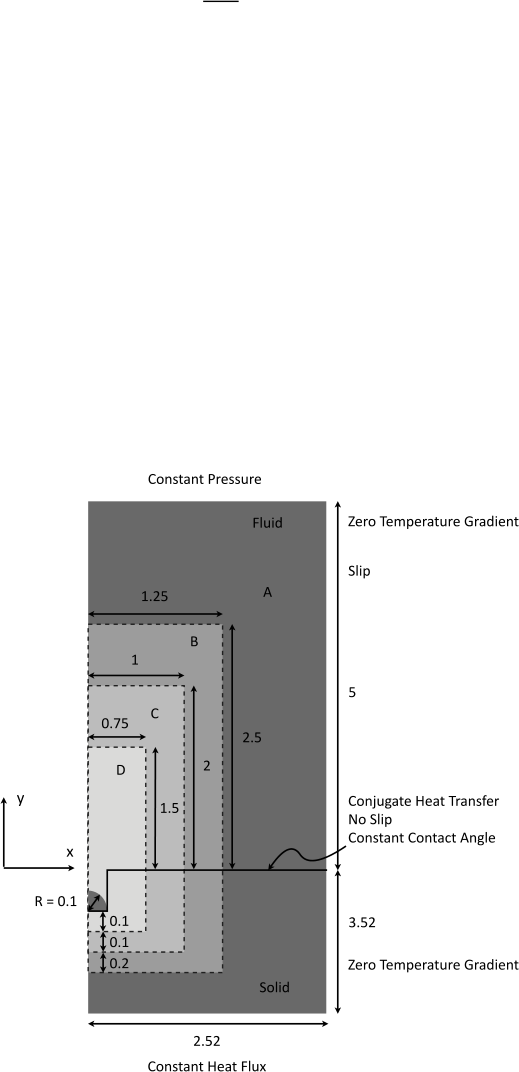 Constant Pressure
Fluid
Zero Temperature Gradient
Slip
A
1.25
B
1
C
0.75
D
5
2.5
2
1.5
y
x
Conjugate Heat Transfer
No Slip
Constant Contact Angle
R = 0.1
0.1
0.1
0.2
3.52
Zero Temperature Gradient
Solid
2.52
Constant Heat Flux